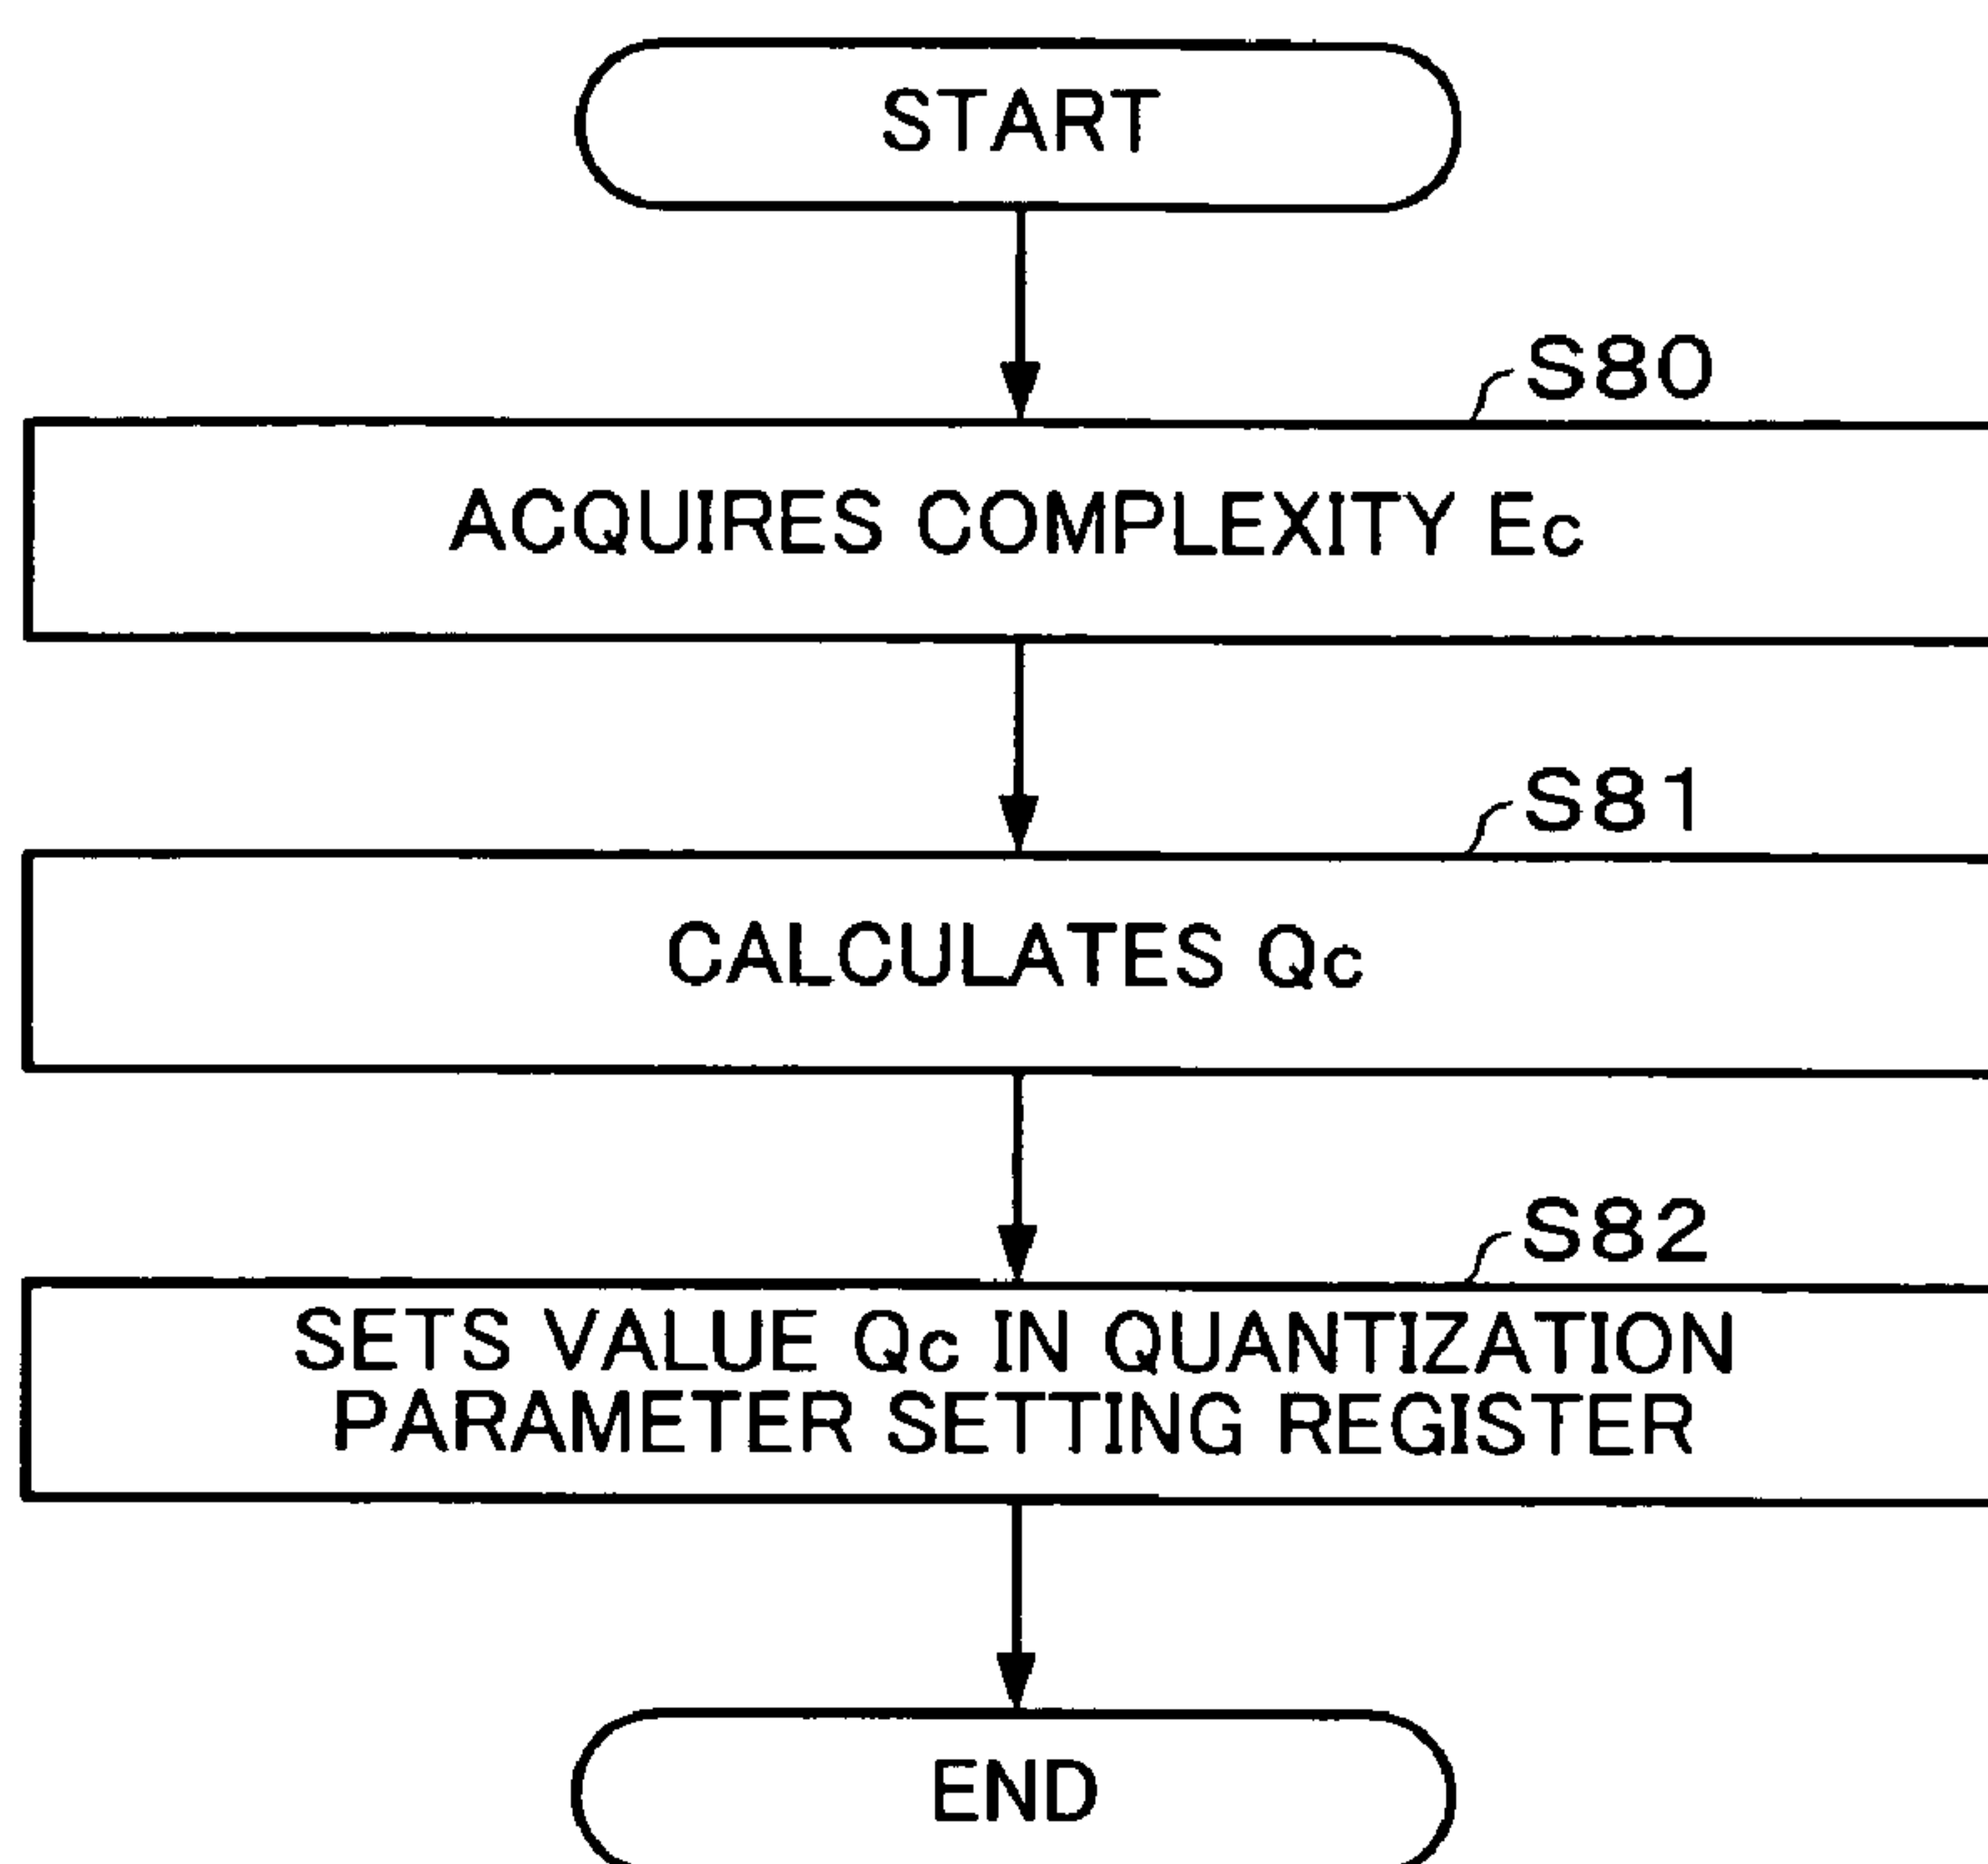 START
S80
ACQUIRES COMPLEXITY Ec
S81
CALCULATES Qc
S82
SETS VALUE Qc IN QUANTIZATION
PARAMETER SETTING REGISTER
END